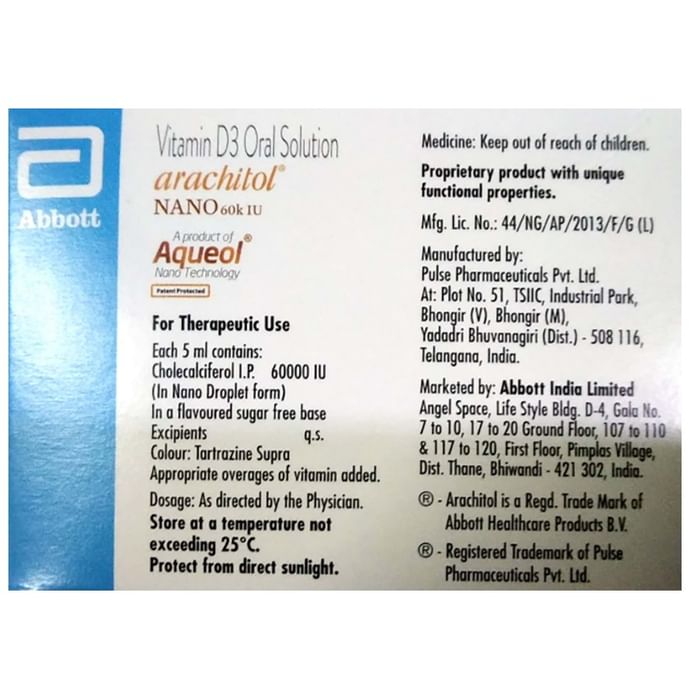 Abbott
Vitamin D3 Oral Solution
arachitol®
NANO 60k IU
A product of
Aqueol®
Nano Technology
Patent Protected
For Therapeutic Use
Each 5 ml contains:
Cholecalciferol I.P. 60000 IU
(In Nano Droplet form)
In a flavoured sugar free base
Excipients q.s.
Colour: Tartrazine Supra
Appropriate overages of vitamin added.
Dosage: As directed by the Physician.
Store at a temperature not
exceeding 25°C.
Protect from direct sunlight.
Medicine: Keep out of reach of children.
Proprietary product with unique
functional properties.
Mfg. Lic. No.: 44/NG/AP/2013/F/G (L)
Manufactured by:
Pulse Pharmaceuticals Pvt. Ltd.
At: Plot No. 51, TSIIC, Industrial Park,
Bhongir (V), Bhongir (M),
Yadadri Bhuvanagiri (Dist.) - 508 116,
Telangana, India.
Marketed by: Abbott India Limited
Angel Space, Life Style Bldg. D-4, Gala No.
7 to 10, 17 to 20 Ground Floor, 107 to 110
& 117 to 120, First Floor, Pimplas Village,
Dist. Thane, Bhiwandi - 421 302, India.
® - Arachitol is a Regd. Trade Mark of
Abbott Healthcare Products B.V.
® - Registered Trademark of Pulse
Pharmaceuticals Pvt. Ltd.